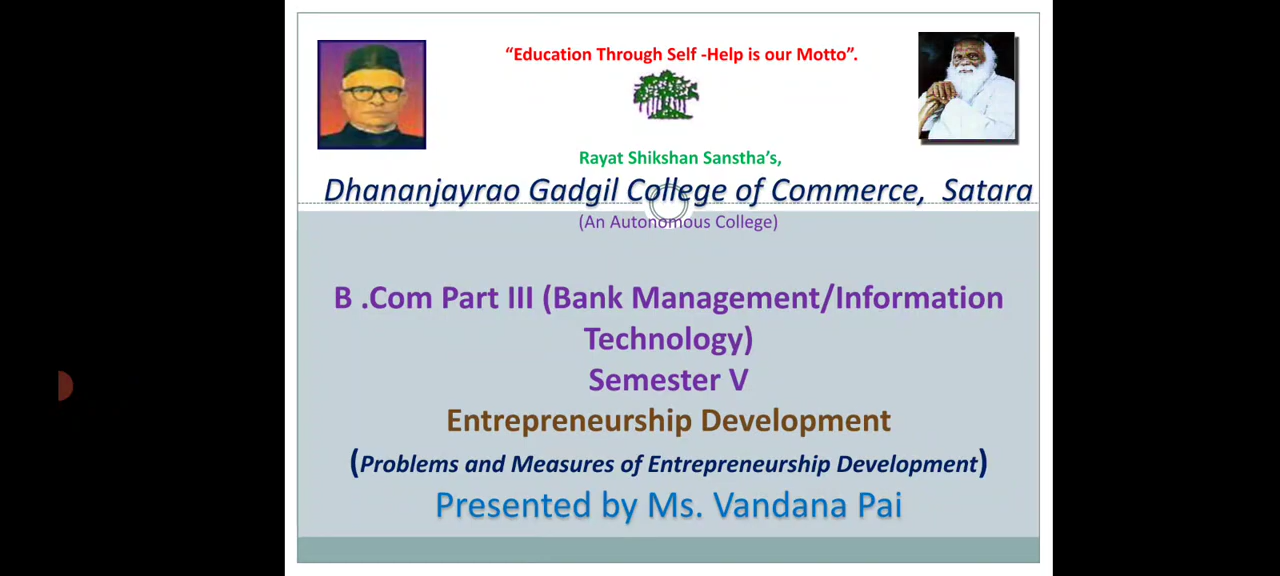 “Education Through Self -Help is our Motto”.
Rayat Shikshan Sanstha’s,
Dhananjayrao Gadgil College of Commerce, Satara
(An Autonomous College)
B .Com Part III (Bank Management/Information
Technology)
Semester V
Entrepreneurship Development
(Problems and Measures of Entrepreneurship Development)
Presented by Ms. Vandana Pai